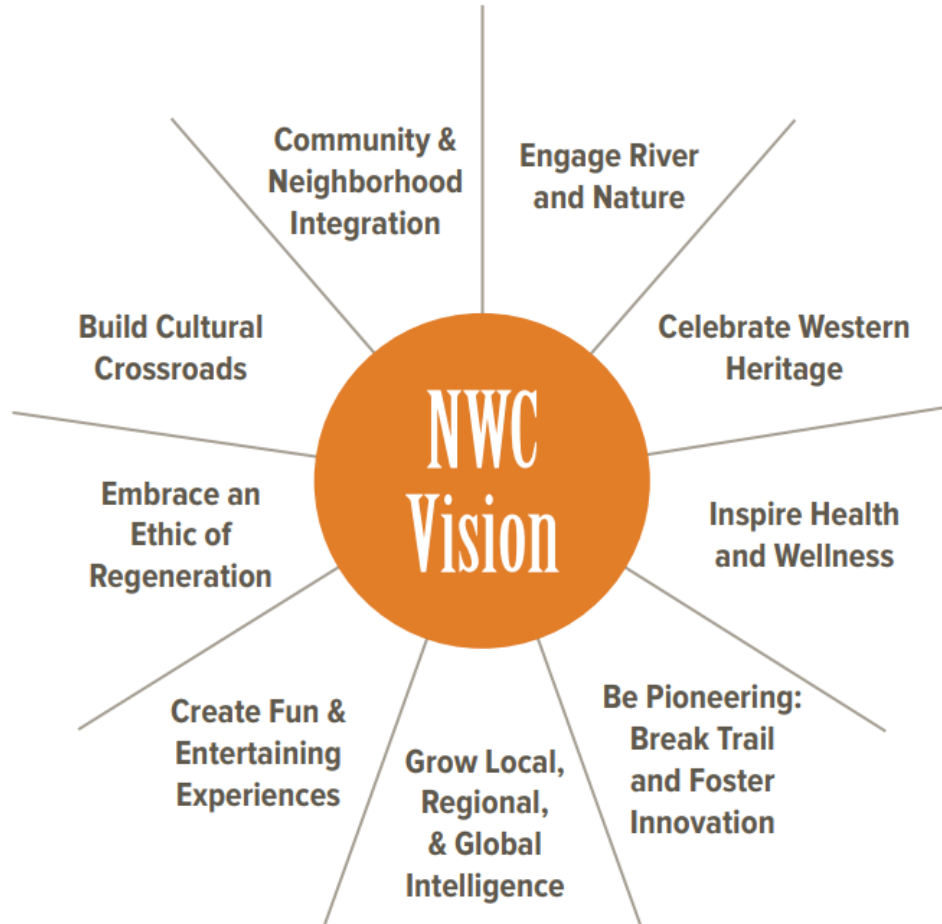 Community &
Neighborhood
Integration
Engage River
and Nature
Celebrate Western
Heritage
Inspire Health
and Wellness
Be Pioneering:
Break Trail
and Foster
Innovation
Grow Local,
Regional,
& Global
Intelligence
Create Fun &
Entertaining
Experiences
Embrace an
Ethic of
Regeneration
Build Cultural
Crossroads
NWC
Vision